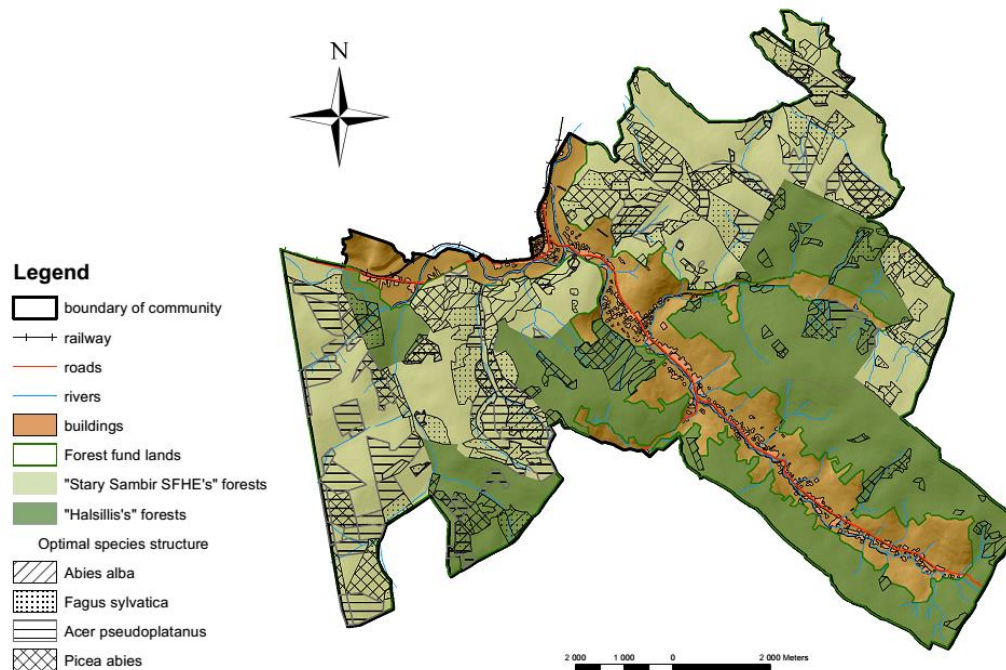 N
Legend
boundary of community
railway
roads
rivers
buildings
Forest fund lands
"Stary Sambir SFHE's" forests
"Halsillis's" forests
Optimal species structure
Abies alba
Fagus sylvatica
Acer pseudoplatanus
Picea abies
2 000 1 000 0 2 000 Meters